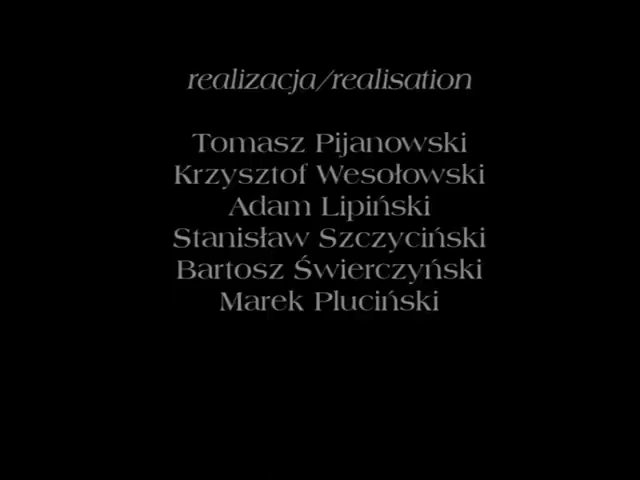 realizacja/realisation
Tomasz Pijanowski
Krzysztof Wesołowski
Adam Lipiński
Stanisław Szczyciński
Bartosz Świerczyński
Marek Pluciński